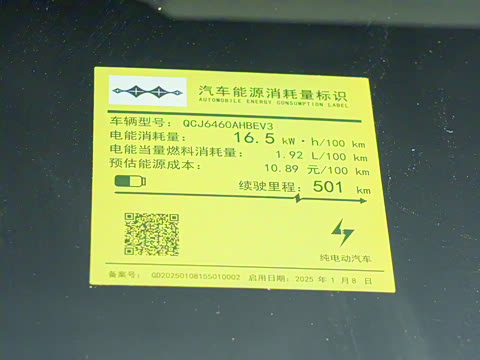 汽车能源消耗量标识
AUTOMOBILE ENERGY CONSUMPTION LABEL
车辆型号: QCJ6460AHBEV3
电能消耗量: 16.5 kW·h/100 km
电能当量燃料消耗量: 1.92 L/100 km
预估能源成本: 10.89 元/100 km
续驶里程: 501 km
纯电动汽车
备案号: QD20250108155010002 启用日期: 2025 年 1 月 8 日